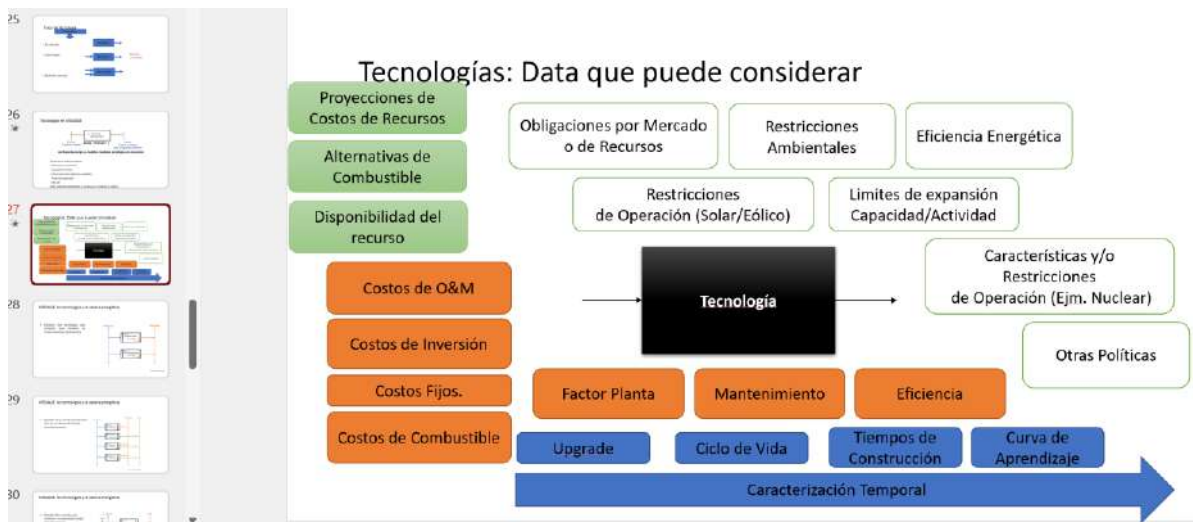 25
26
27
28
29
30
Tecnologías: Data que puede considerar
Proyecciones de
Costos de Recursos
Alternativas de
Combustible
Disponibilidad del
recurso
Obligaciones por Mercado
o de Recursos
Restricciones
Ambientales
Eficiencia Energética
Restricciones
de Operación (Solar/Eólico)
Limites de expansión
Capacidad/Actividad
Características y/o
Restricciones
de Operación (Ejm. Nuclear)
Otras Políticas
Tecnología
Costos de O&M
Costos de Inversión
Costos Fijos.
Costos de Combustible
Factor Planta
Mantenimiento
Eficiencia
Upgrade
Ciclo de Vida
Tiempos de
Construcción
Curva de
Aprendizaje
Caracterización Temporal